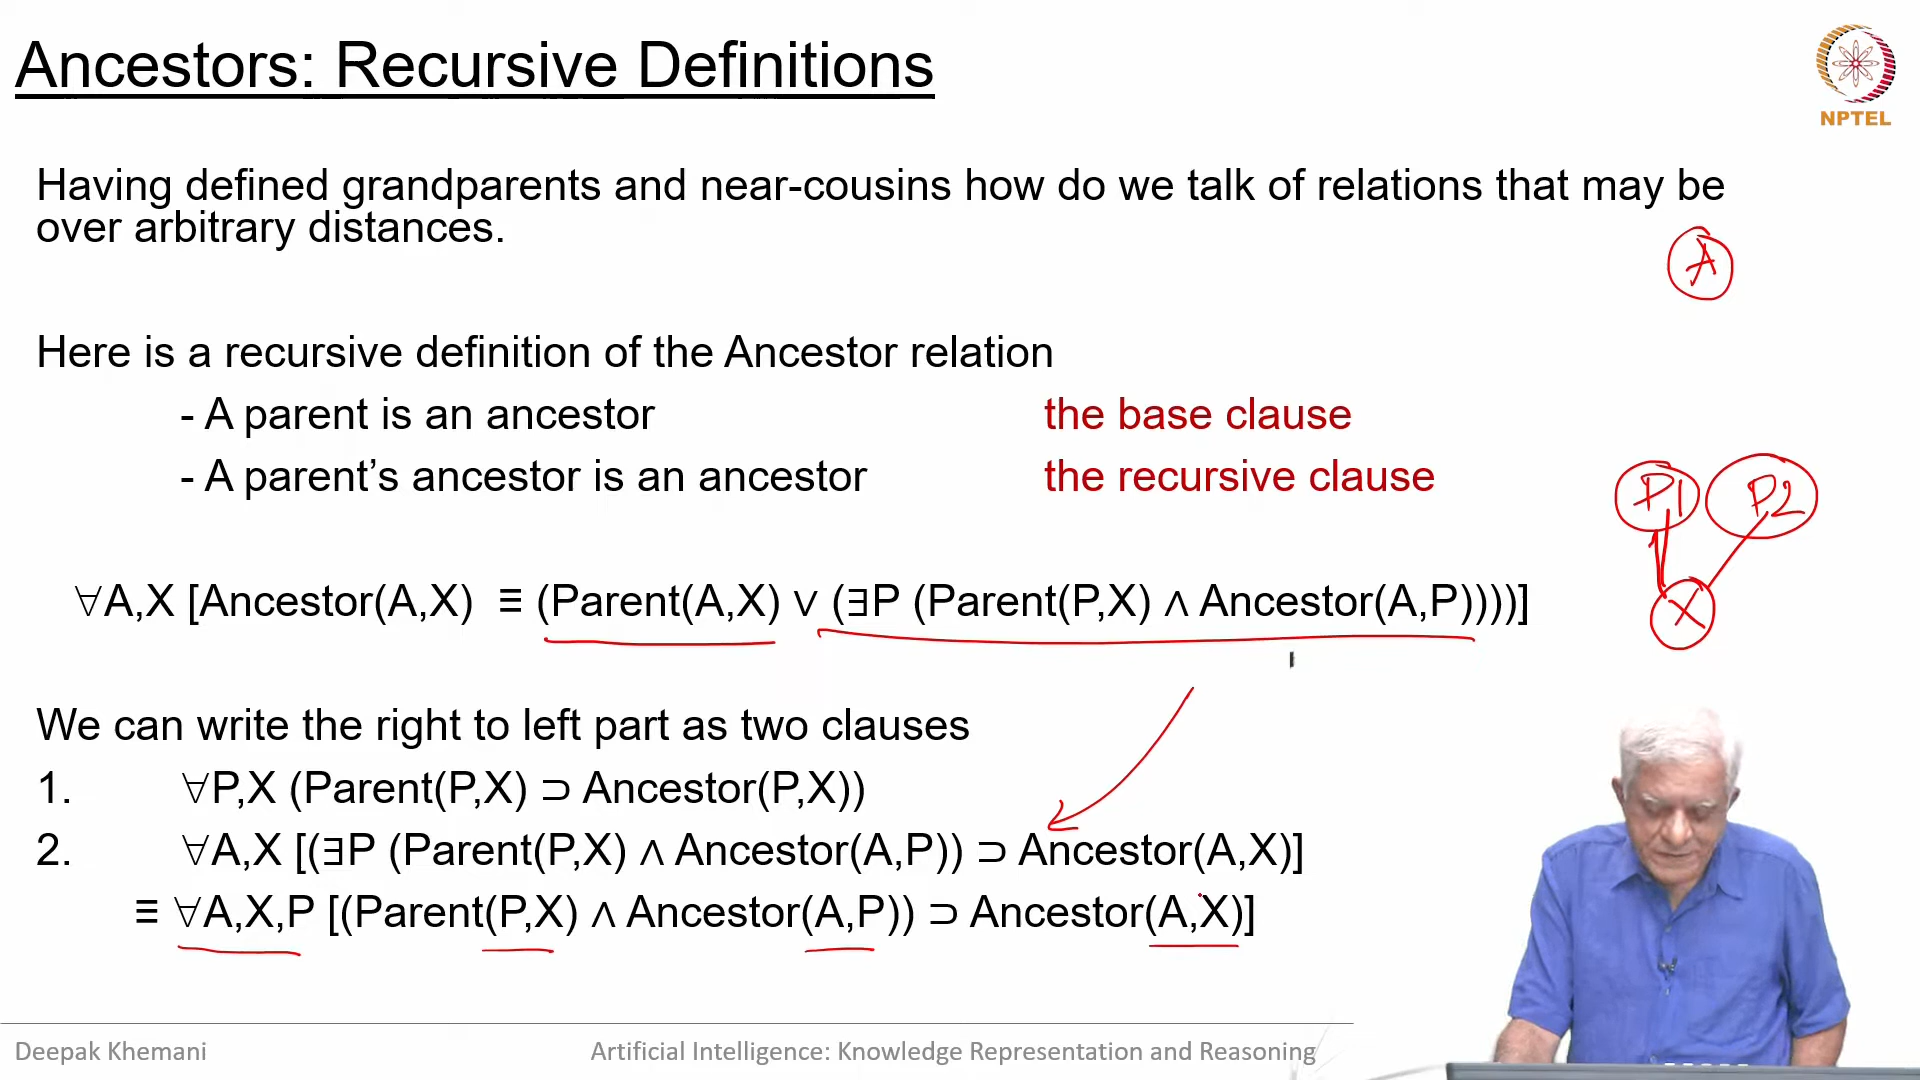 Ancestors: Recursive Definitions
NPTEL
Having defined grandparents and near-cousins how do we talk of relations that may be
over arbitrary distances.
A
Here is a recursive definition of the Ancestor relation
- A parent is an ancestor the base clause
- A parent’s ancestor is an ancestor the recursive clause
P1 P2
∀A,X [Ancestor(A,X) ≡ (Parent(A,X) ∨ (∃P (Parent(P,X) ∧ Ancestor(A,P))))]
X
We can write the right to left part as two clauses
1. ∀P,X (Parent(P,X) ⊃ Ancestor(P,X))
2. ∀A,X [(∃P (Parent(P,X) ∧ Ancestor(A,P)) ⊃ Ancestor(A,X)]
≡ ∀A,X,P [(Parent(P,X) ∧ Ancestor(A,P)) ⊃ Ancestor(A,X)]
Deepak Khemani Artificial Intelligence: Knowledge Representation and Reasoning